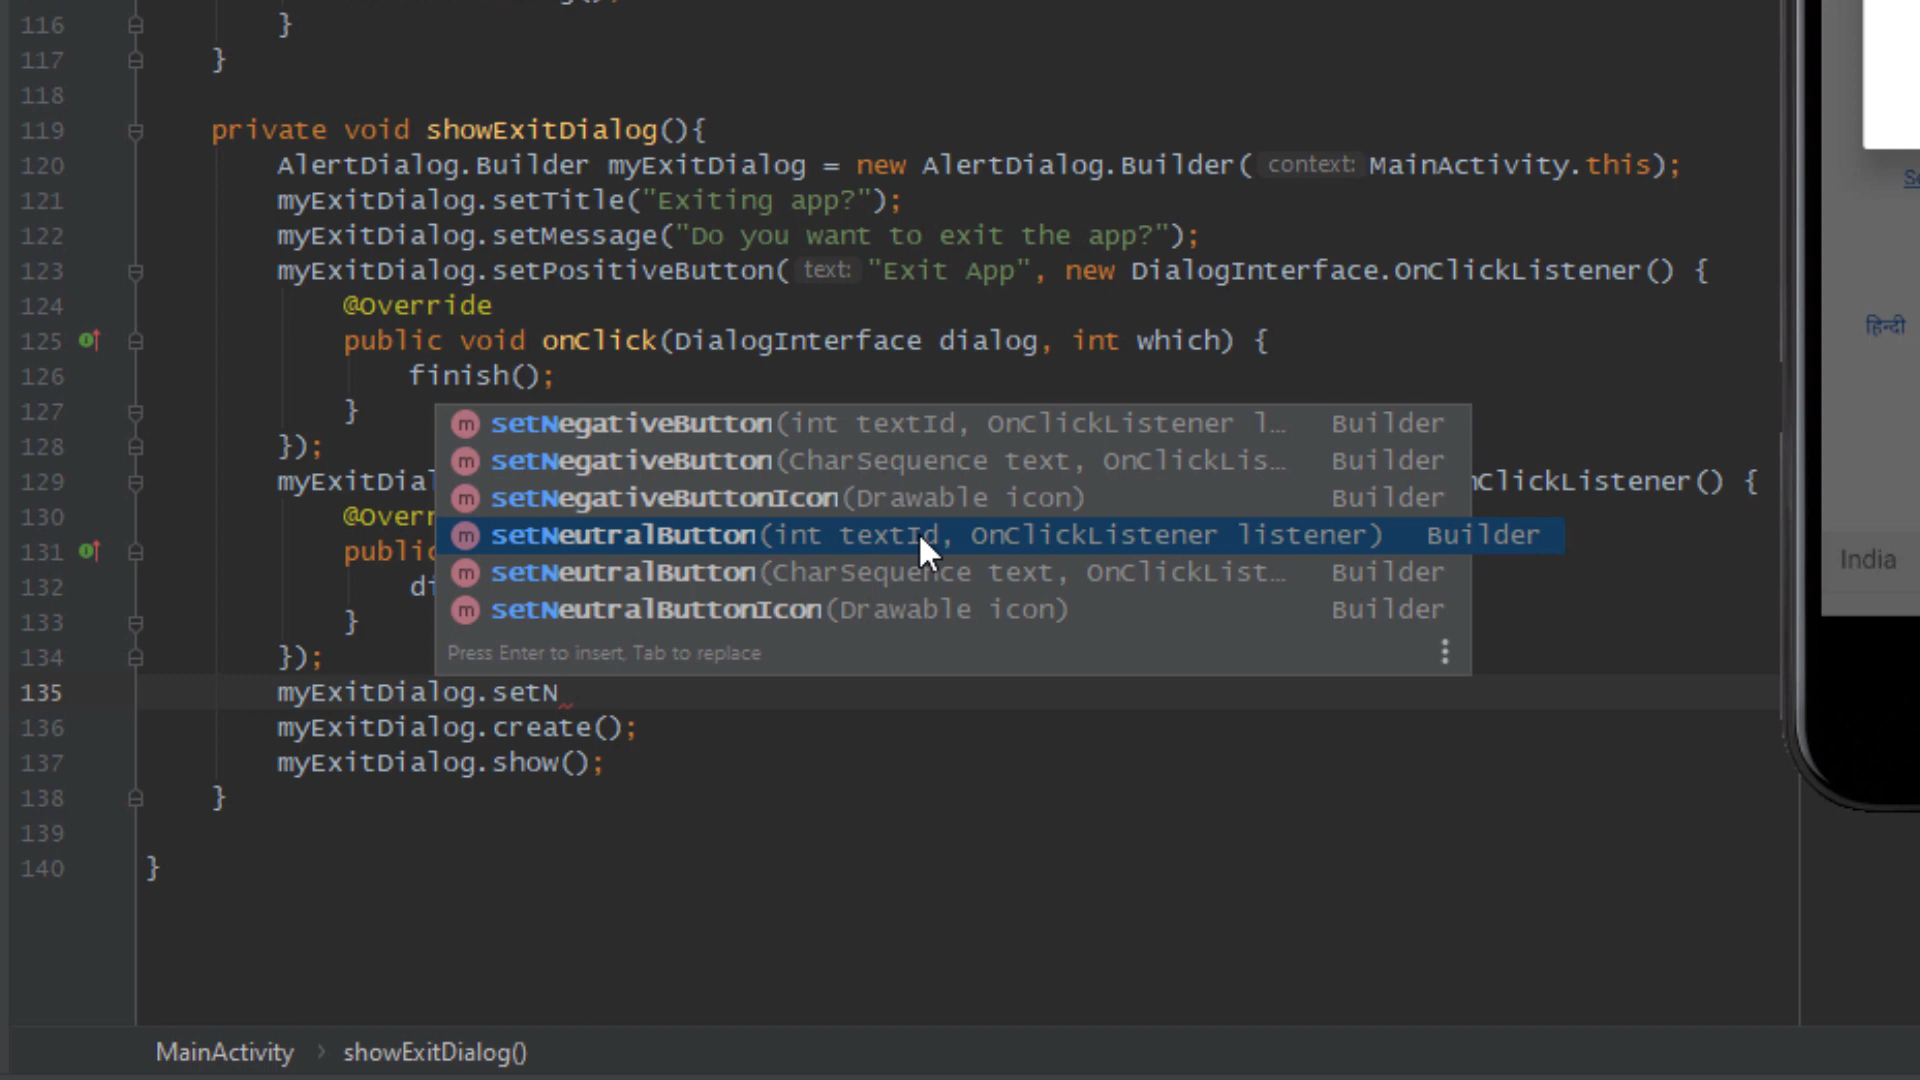 116 }
117 }
118
119 private void showExitDialog(){
120 AlertDialog.Builder myExitDialog = new AlertDialog.Builder( context: MainActivity.this);
121 myExitDialog.setTitle("Exiting app?");
122 myExitDialog.setMessage("Do you want to exit the app?");
123 myExitDialog.setPositiveButton( text: "Exit App", new DialogInterface.OnClickListener() {
124 @Override
125 public void onClick(DialogInterface dialog, int which) {
126 finish();
127 }
128 });
129 myExitDial nClickListener() {
130 @Overr
131 public
132 di
133 }
134 });
setNegativeButton(int textId, OnClickListener l… Builder
setNegativeButton(CharSequence text, OnClickLis… Builder
setNegativeButtonIcon(Drawable icon) Builder
setNeutralButton(int textId, OnClickListener listener) Builder
setNeutralButton(CharSequence text, OnClickList… Builder
setNeutralButtonIcon(Drawable icon) Builder
Press Enter to insert, Tab to replace
135 myExitDialog.setN
136 myExitDialog.create();
137 myExitDialog.show();
138 }
139
140 }
हिन्दी
India
MainActivity › showExitDialog()